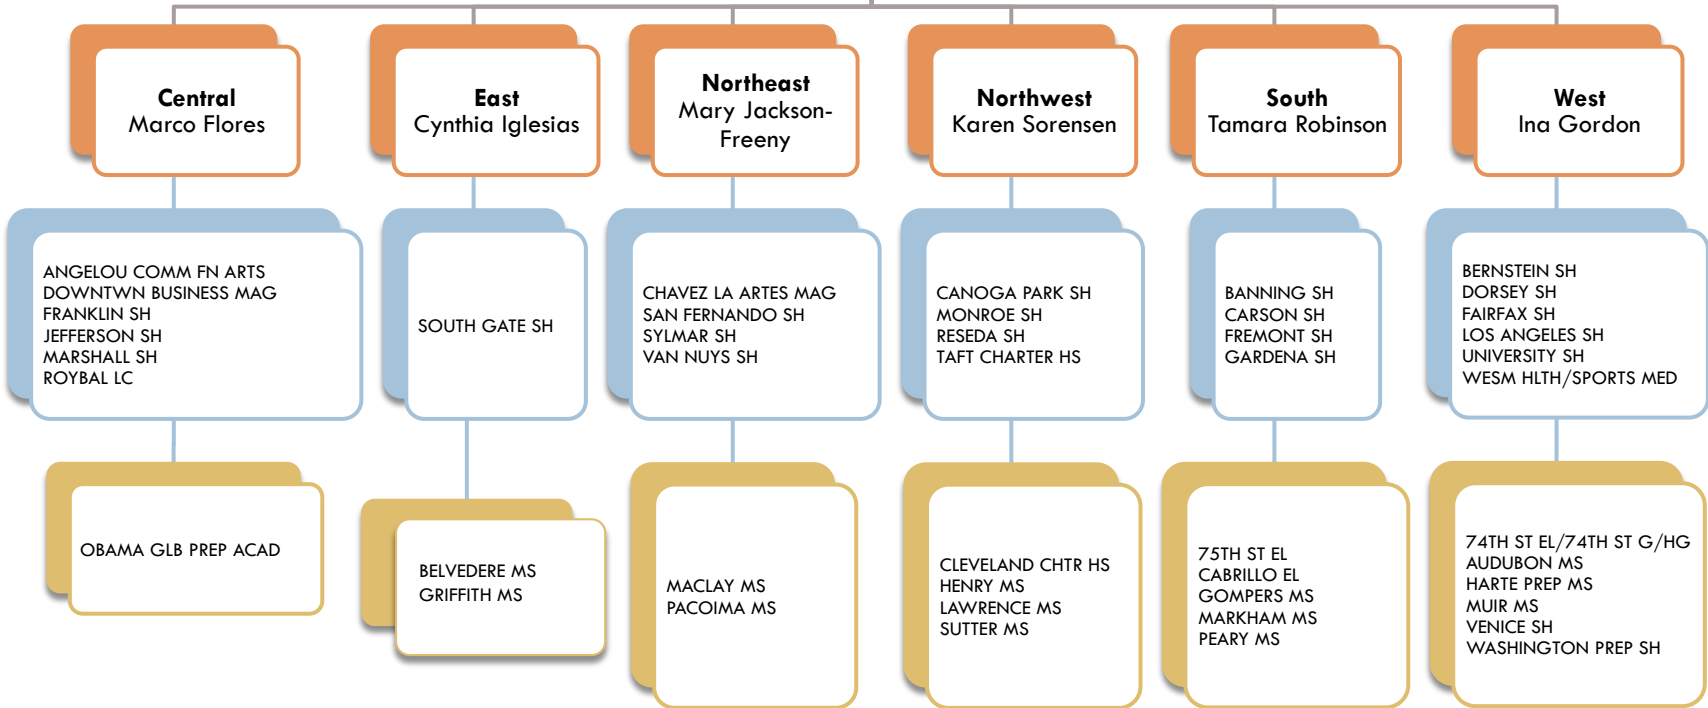 Central
Marco Flores
East
Cynthia Iglesias
Northeast
Mary Jackson-
Freeny
Northwest
Karen Sorensen
South
Tamara Robinson
West
Ina Gordon
ANGELOU COMM FN ARTS
DOWNTWN BUSINESS MAG
FRANKLIN SH
JEFFERSON SH
MARSHALL SH
ROYBAL LC
SOUTH GATE SH
CHAVEZ LA ARTES MAG
SAN FERNANDO SH
SYLMAR SH
VAN NUYS SH
CANOGA PARK SH
MONROE SH
RESEDA SH
TAFT CHARTER HS
BANNING SH
CARSON SH
FREMONT SH
GARDENA SH
BERNSTEIN SH
DORSEY SH
FAIRFAX SH
LOS ANGELES SH
UNIVERSITY SH
WESM HLTH/SPORTS MED
OBAMA GLB PREP ACAD
BELVEDERE MS
GRIFFITH MS
MACLAY MS
PACOIMA MS
CLEVELAND CHTR HS
HENRY MS
LAWRENCE MS
SUTTER MS
75TH ST EL
CABRILLO EL
GOMPERS MS
MARKHAM MS
PEARY MS
74TH ST EL/74TH ST G/HG
AUDUBON MS
HARTE PREP MS
MUIR MS
VENICE SH
WASHINGTON PREP SH